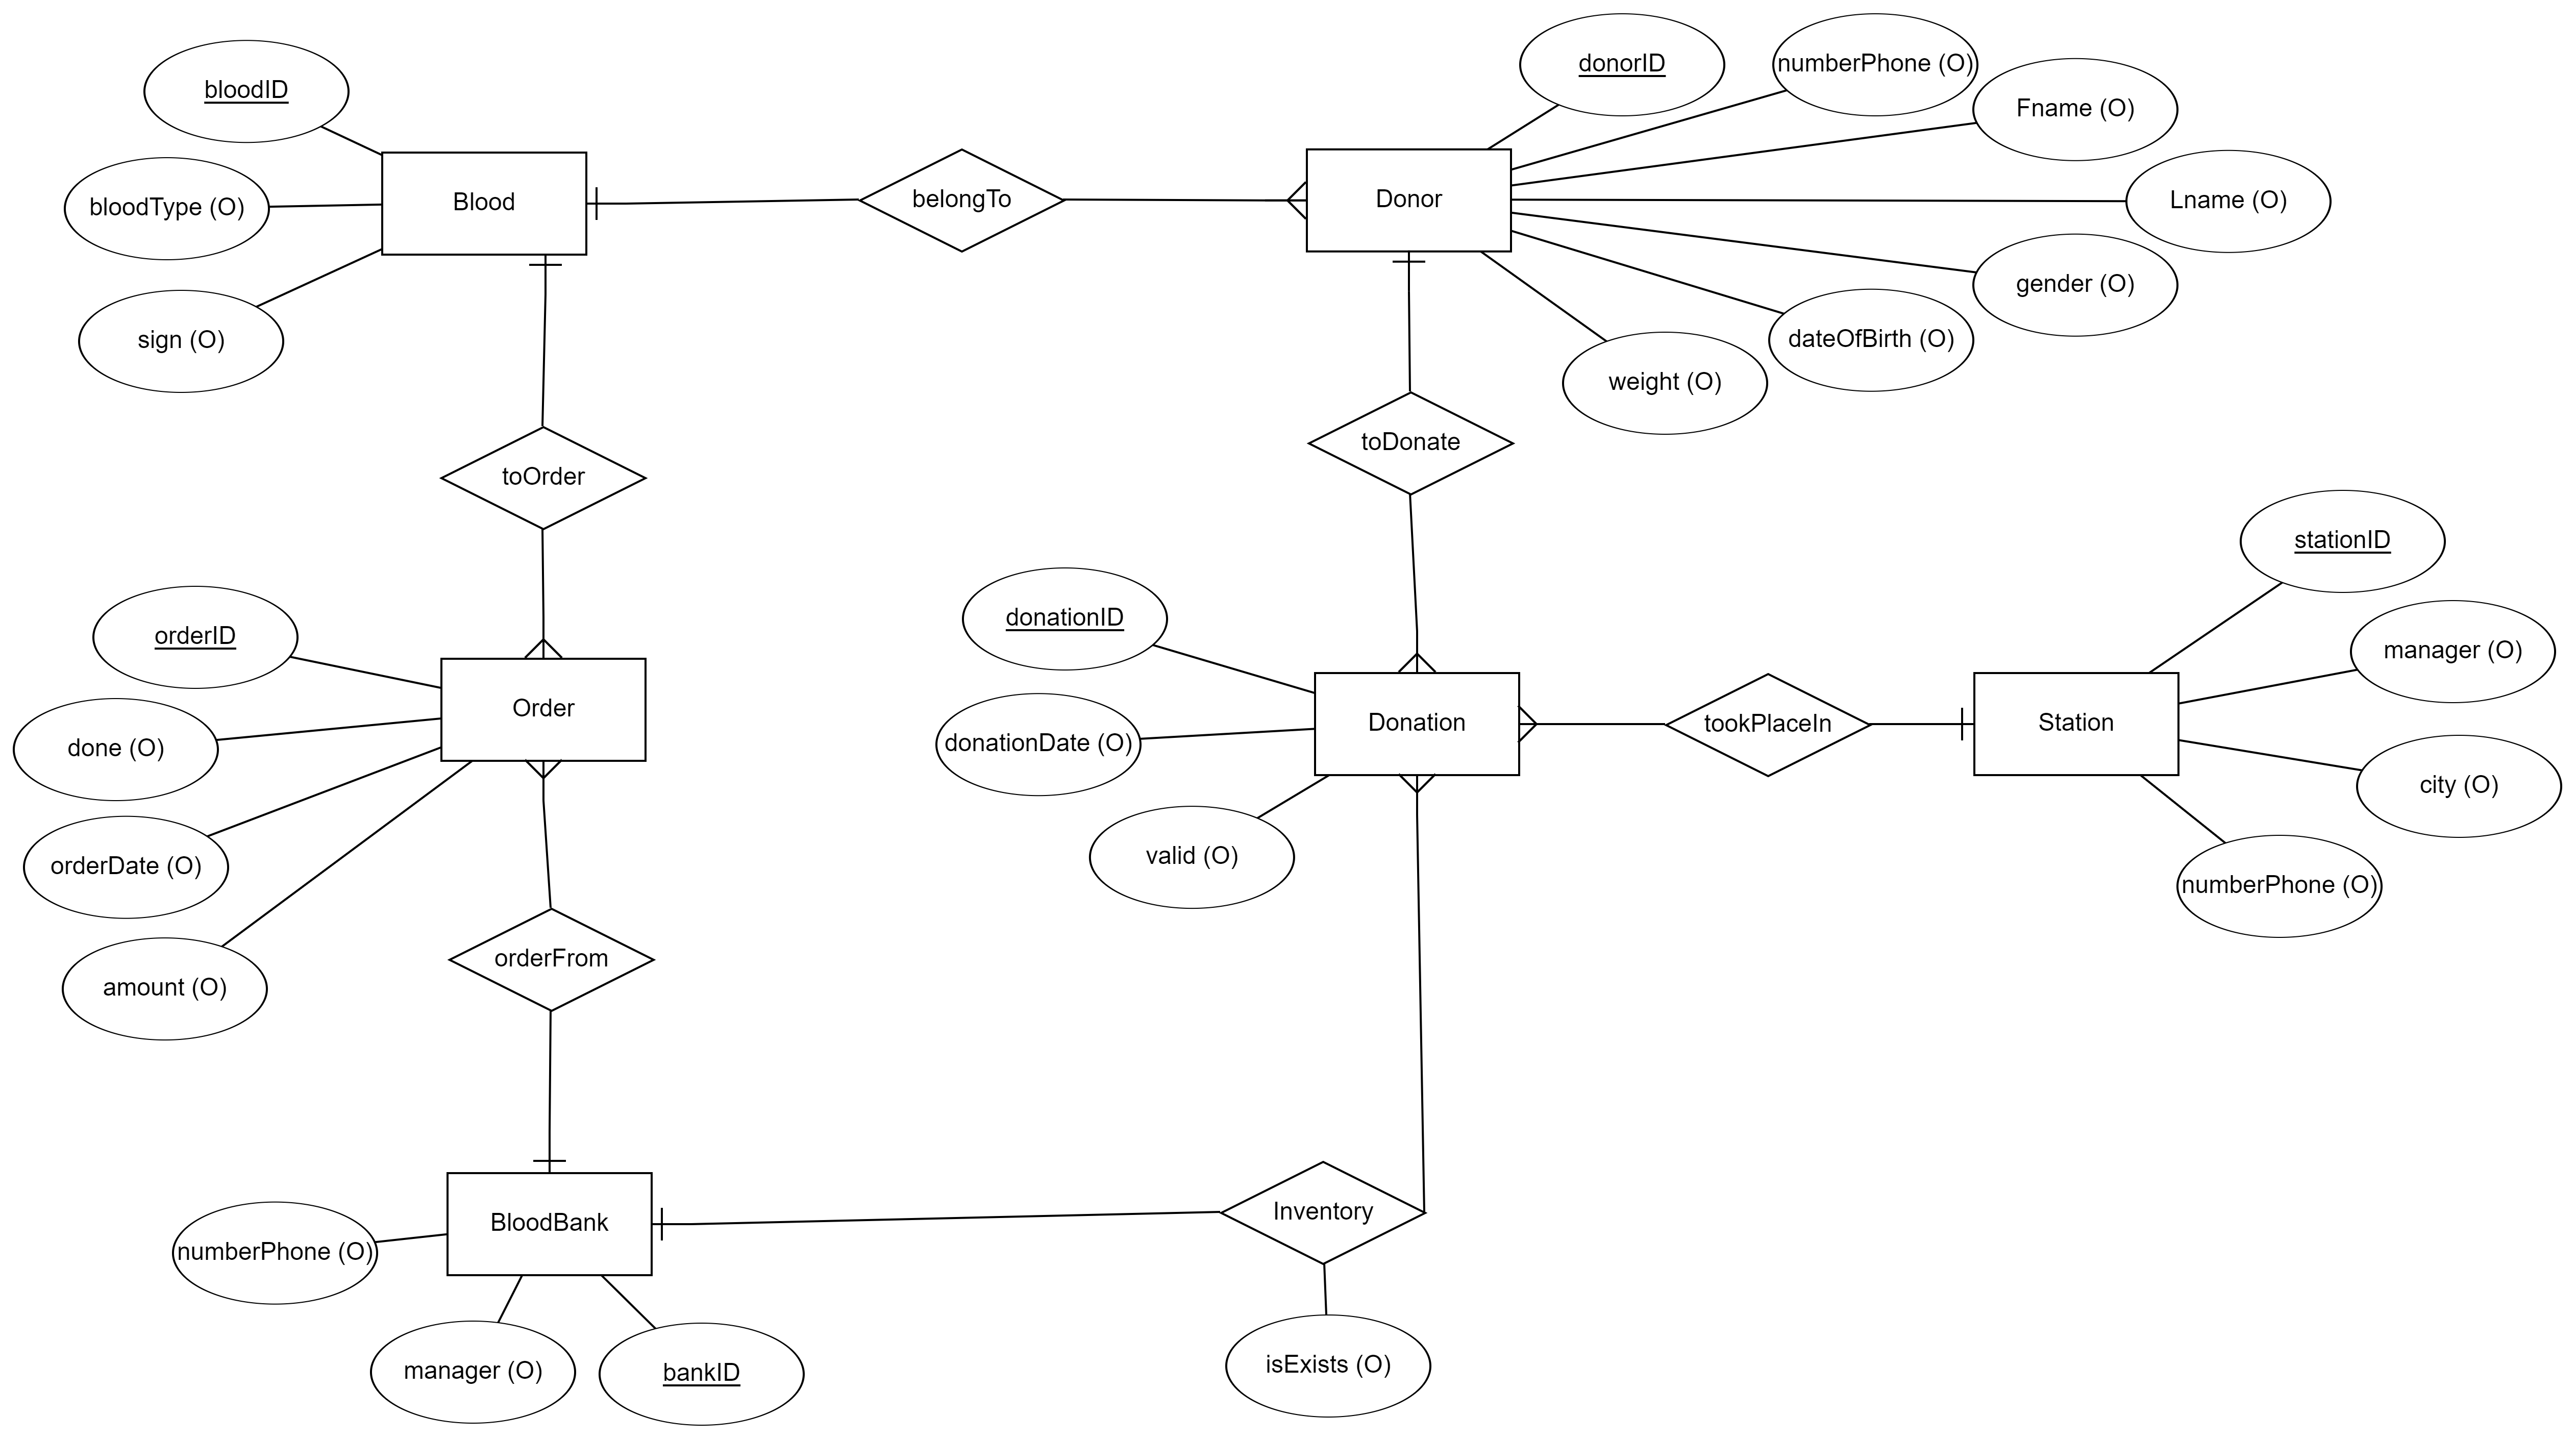 donorID
numberPhone (O)
bloodID
Fname (O)
Blood
belongTo
Donor
Lname (O)
bloodType (O)
gender (O)
sign (O)
dateOfBirth (O)
weight (O)
toOrder
toDonate
stationID
orderID
donationID
manager (O)
Order
Donation
tookPlaceIn
Station
done (O)
donationDate (O)
city (O)
orderDate (O)
valid (O)
numberPhone (O)
amount (O)
orderFrom
BloodBank
Inventory
numberPhone (O)
manager (O)
bankID
isExists (O)